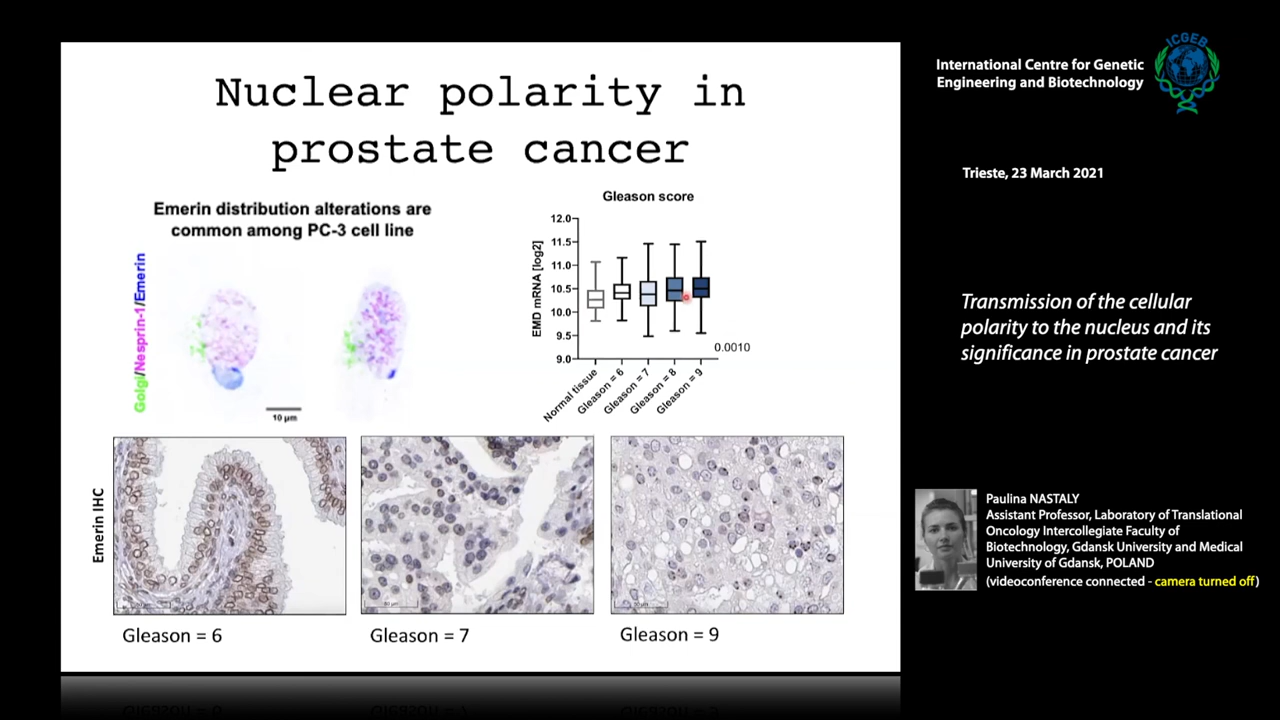 Nuclear polarity in
prostate cancer
Emerin distribution alterations are
common among PC-3 cell line
Golgi/Nesprin-1/Emerin
10 µm
Gleason score
EMD mRNA [log2]
12.0
11.5
11.0
10.5
10.0
9.5
9.0
0.0010
Normal tissue
Gleason = 6
Gleason = 7
Gleason = 8
Gleason = 9
Emerin IHC
Gleason = 6
Gleason = 7
Gleason = 9
International Centre for Genetic
Engineering and Biotechnology
ICGEB
Trieste, 23 March 2021
Transmission of the cellular
polarity to the nucleus and its
significance in prostate cancer
Paulina NASTALY
Assistant Professor, Laboratory of Translational
Oncology Intercollegiate Faculty of
Biotechnology, Gdansk University and Medical
University of Gdansk, POLAND
(videoconference connected - camera turned off)